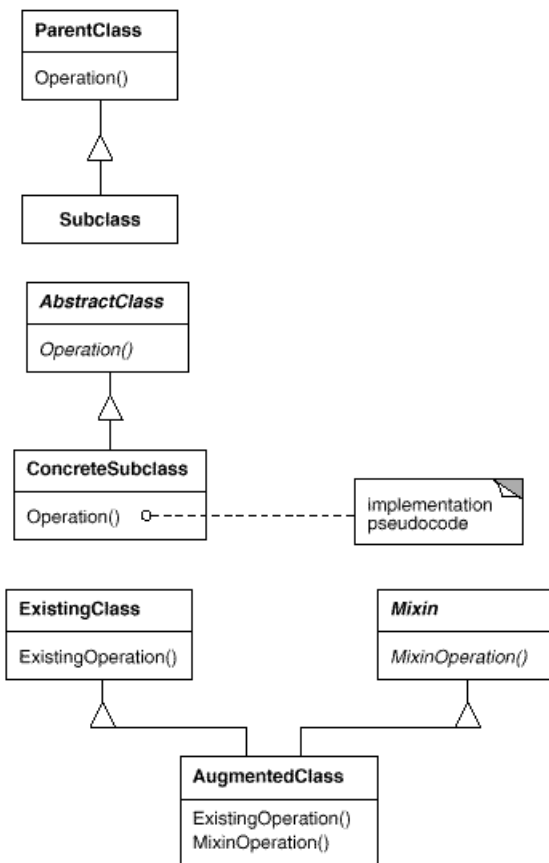 ParentClass
Operation()
Subclass
AbstractClass
Operation()
ConcreteSubclass
Operation()
implementation
pseudocode
ExistingClass
ExistingOperation()
Mixin
MixinOperation()
AugmentedClass
ExistingOperation()
MixinOperation()